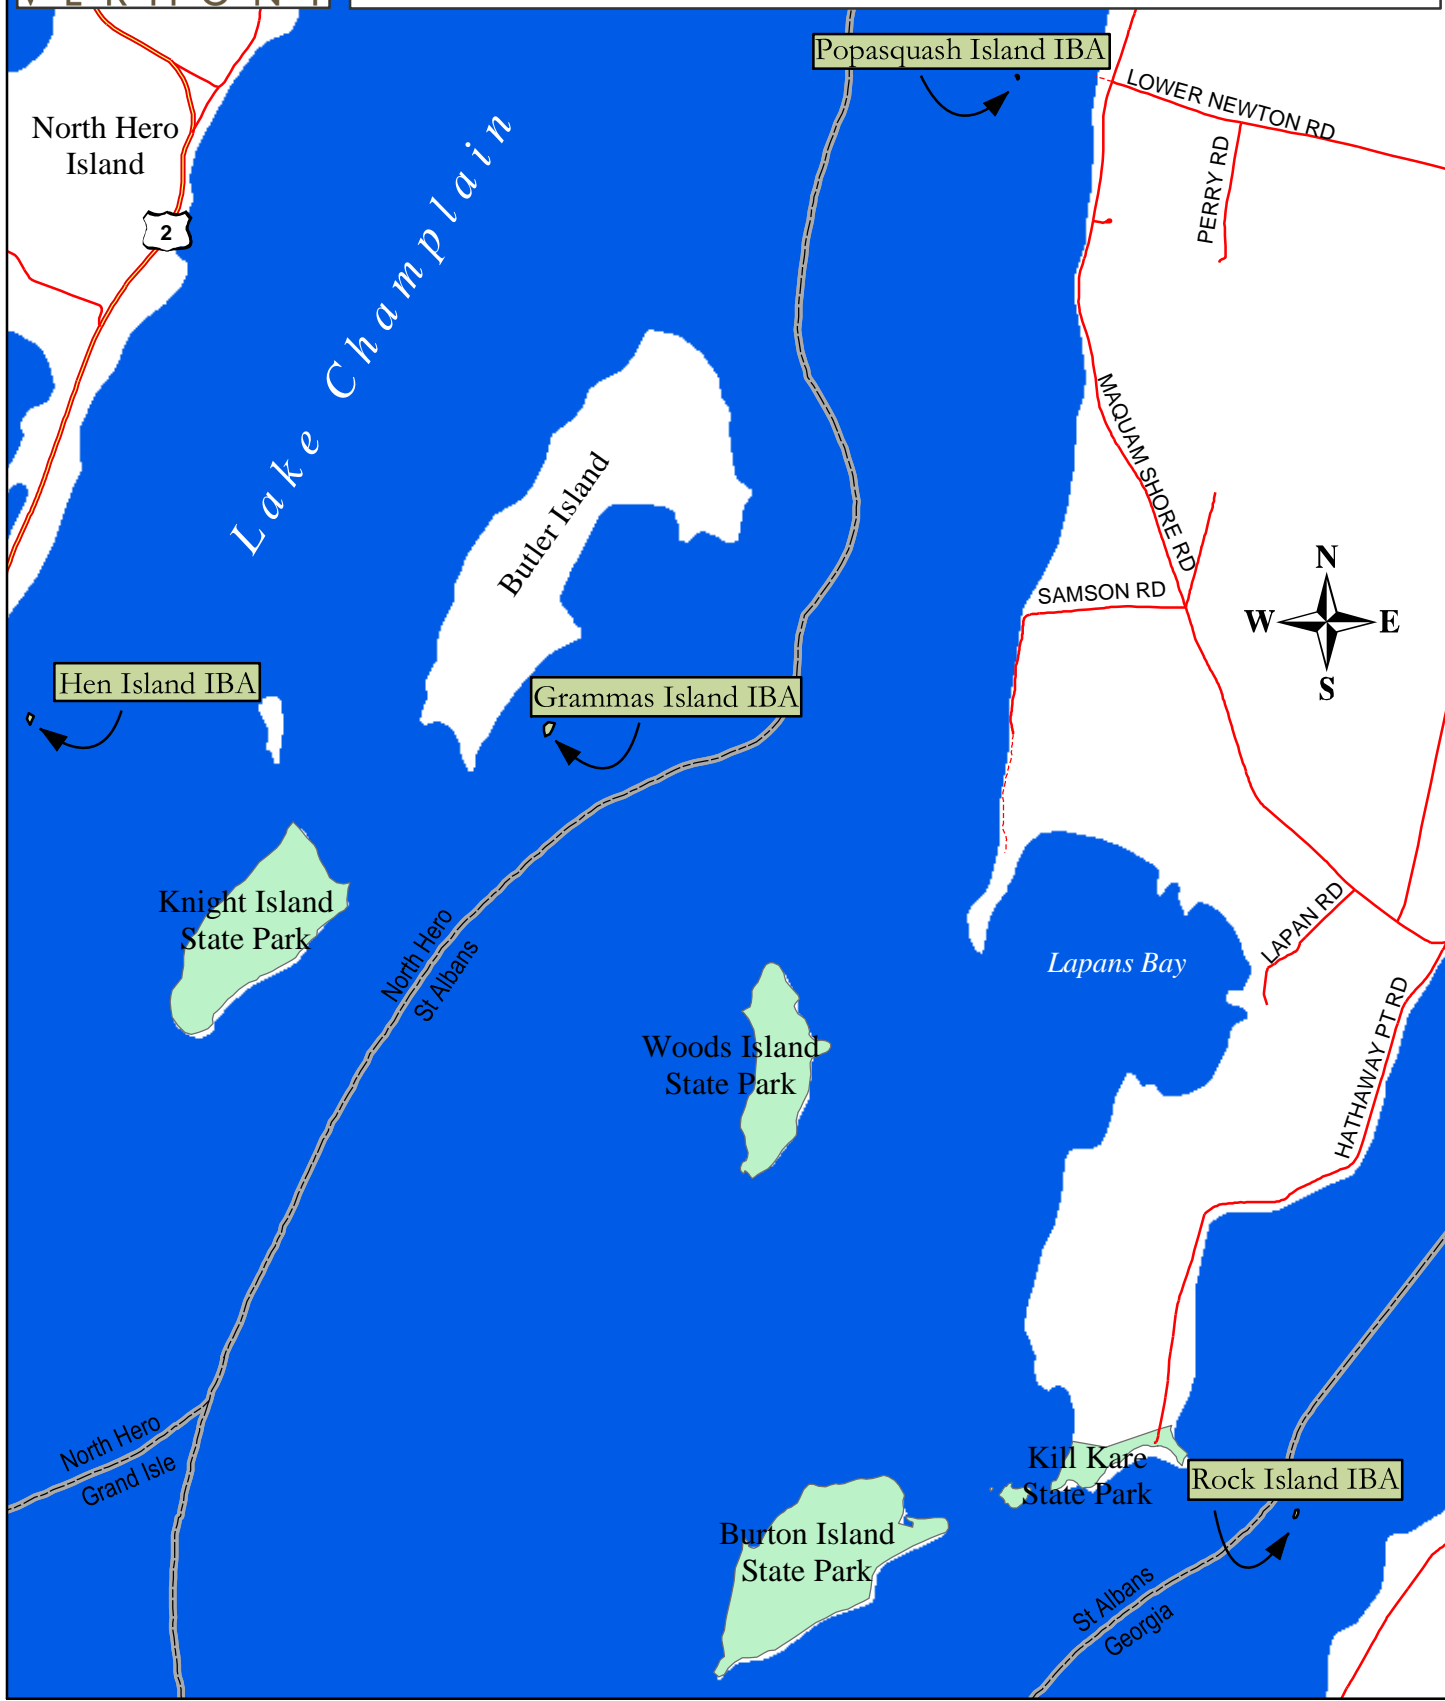 VERMONT
Popasquash Island IBA
LOWER NEWTON RD
PERRY RD
North Hero
Island
2
Lake Champlain
MAQUAM SHORE RD
Butler Island
SAMSON RD
N
W
E
S
Hen Island IBA
Grammas Island IBA
Knight Island
State Park
LAPAN RD
North Hero
St Albans
Lapans Bay
HATHAWAY PT RD
Woods Island
State Park
North Hero
Grand Isle
Kill Kare
State Park
Rock Island IBA
Burton Island
State Park
St Albans
Georgia